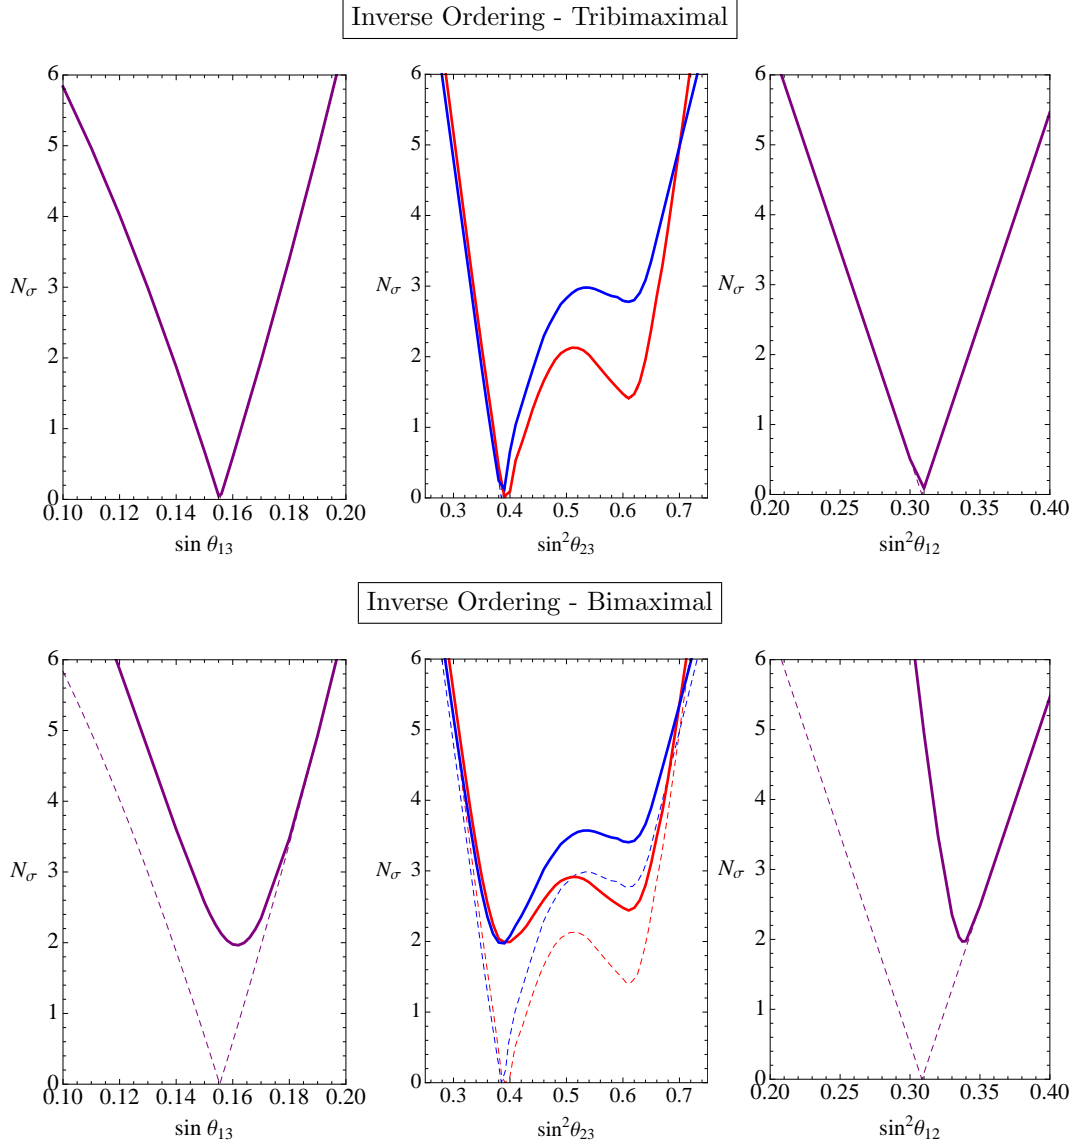 Inverse Ordering - Tribimaximal
6
5
4
3
2
1
0
N_σ
0.10 0.12 0.14 0.16 0.18 0.20
sin θ_13
6
5
4
3
2
1
0
N_σ
0.3 0.4 0.5 0.6 0.7
sin²θ_23
6
5
4
3
2
1
0
N_σ
0.20 0.25 0.30 0.35 0.40
sin²θ_12
Inverse Ordering - Bimaximal
6
5
4
3
2
1
0
N_σ
0.10 0.12 0.14 0.16 0.18 0.20
sin θ_13
6
5
4
3
2
1
0
N_σ
0.3 0.4 0.5 0.6 0.7
sin²θ_23
6
5
4
3
2
1
0
N_σ
0.20 0.25 0.30 0.35 0.40
sin²θ_12